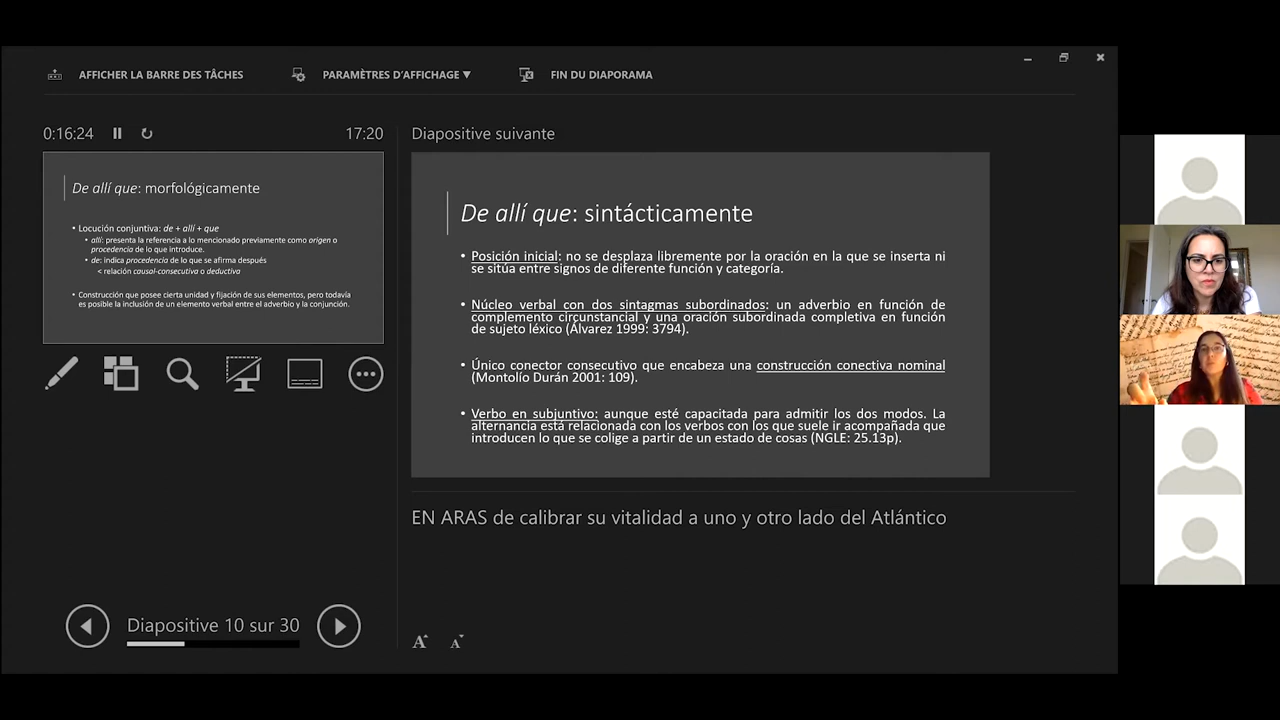 AFFICHER LA BARRE DES TÂCHES
PARAMÈTRES D'AFFICHAGE ▼
FIN DU DIAPORAMA
0:16:24
17:20
De allí que: morfológicamente
• Locución conjuntiva: de + allí + que
• allí: presenta la referencia a lo mencionado previamente como origen o
procedencia de lo que introduce.
• de: indica procedencia de lo que se afirma después
< relación causal-consecutiva o deductiva
• Construcción que posee cierta unidad y fijación de sus elementos, pero todavía
es posible la inclusión de un elemento verbal entre el adverbio y la conjunción.
Diapositive 10 sur 30
Diapositive suivante
De allí que: sintácticamente
• Posición inicial: no se desplaza libremente por la oración en la que se inserta ni
se sitúa entre signos de diferente función y categoría.
• Núcleo verbal con dos sintagmas subordinados: un adverbio en función de
complemento circunstancial y una oración subordinada completiva en función
de sujeto léxico (Álvarez 1999: 3794).
• Único conector consecutivo que encabeza una construcción conectiva nominal
(Montolío Durán 2001: 109).
• Verbo en subjuntivo: aunque esté capacitada para admitir los dos modos. La
alternancia está relacionada con los verbos con los que suele ir acompañada que
introducen lo que se colige a partir de un estado de cosas (NGLE: 25.13p).
EN ARAS de calibrar su vitalidad a uno y otro lado del Atlántico
A A